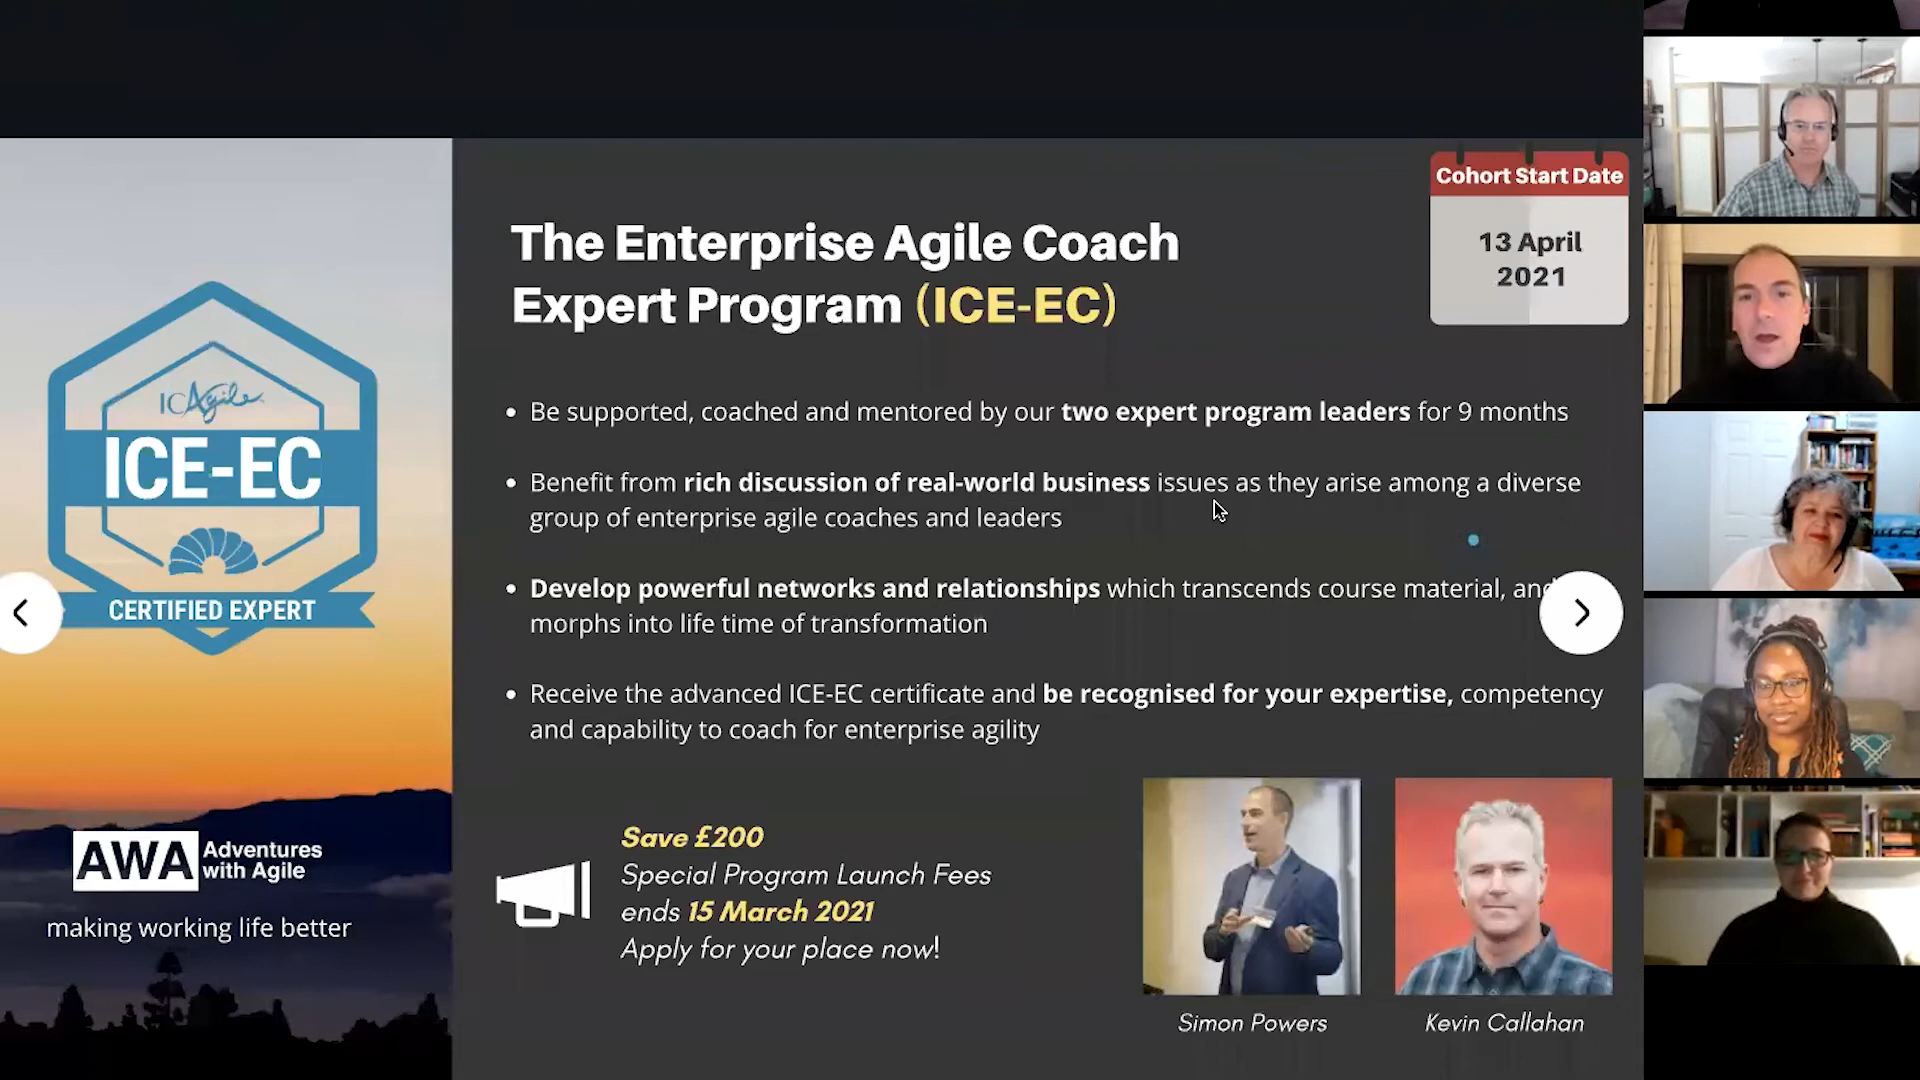 Cohort Start Date
13 April
2021
The Enterprise Agile Coach
Expert Program (ICE-EC)
Be supported, coached and mentored by our two expert program leaders for 9 months
Benefit from rich discussion of real-world business issues as they arise among a diverse
group of enterprise agile coaches and leaders
Develop powerful networks and relationships which transcends course material, and
morphs into life time of transformation
Receive the advanced ICE-EC certificate and be recognised for your expertise, competency
and capability to coach for enterprise agility
Save £200
Special Program Launch Fees
ends 15 March 2021
Apply for your place now!
Simon Powers
Kevin Callahan
ICAgile
ICE-EC
CERTIFIED EXPERT
AWA Adventures
with Agile
making working life better